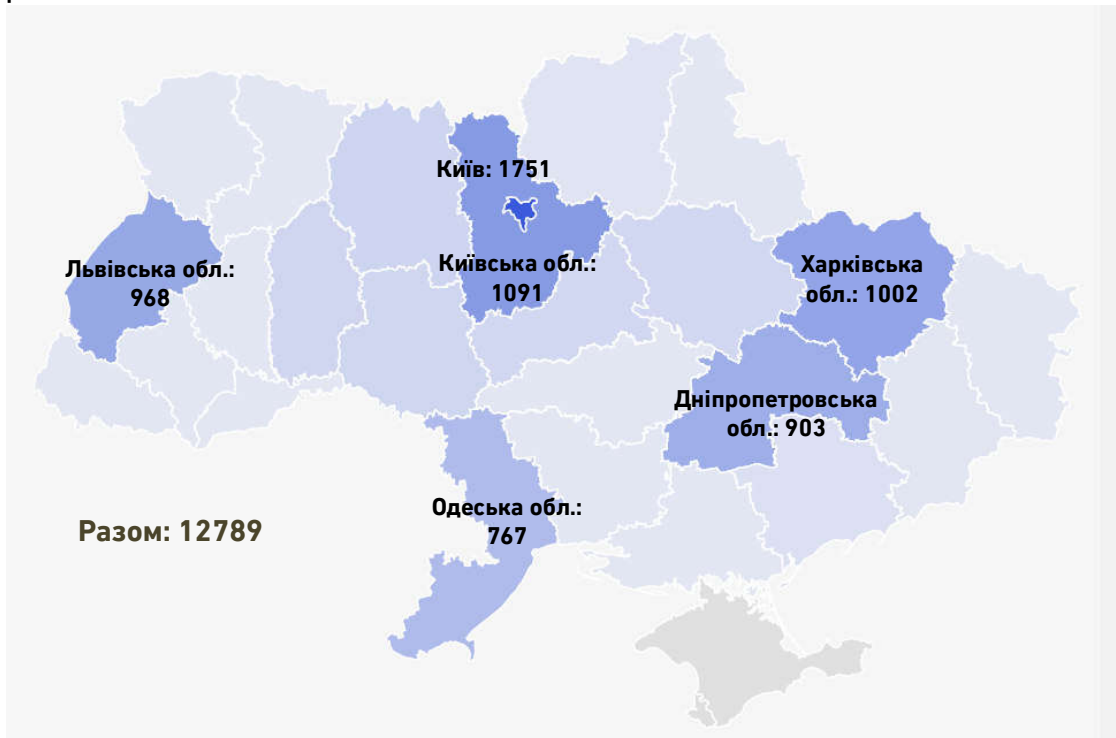 Київ: 1751
Львівська обл.:
968
Київська обл.:
1091
Харківська
обл.: 1002
Дніпропетровська
обл.: 903
Одеська обл.:
767
Разом: 12789